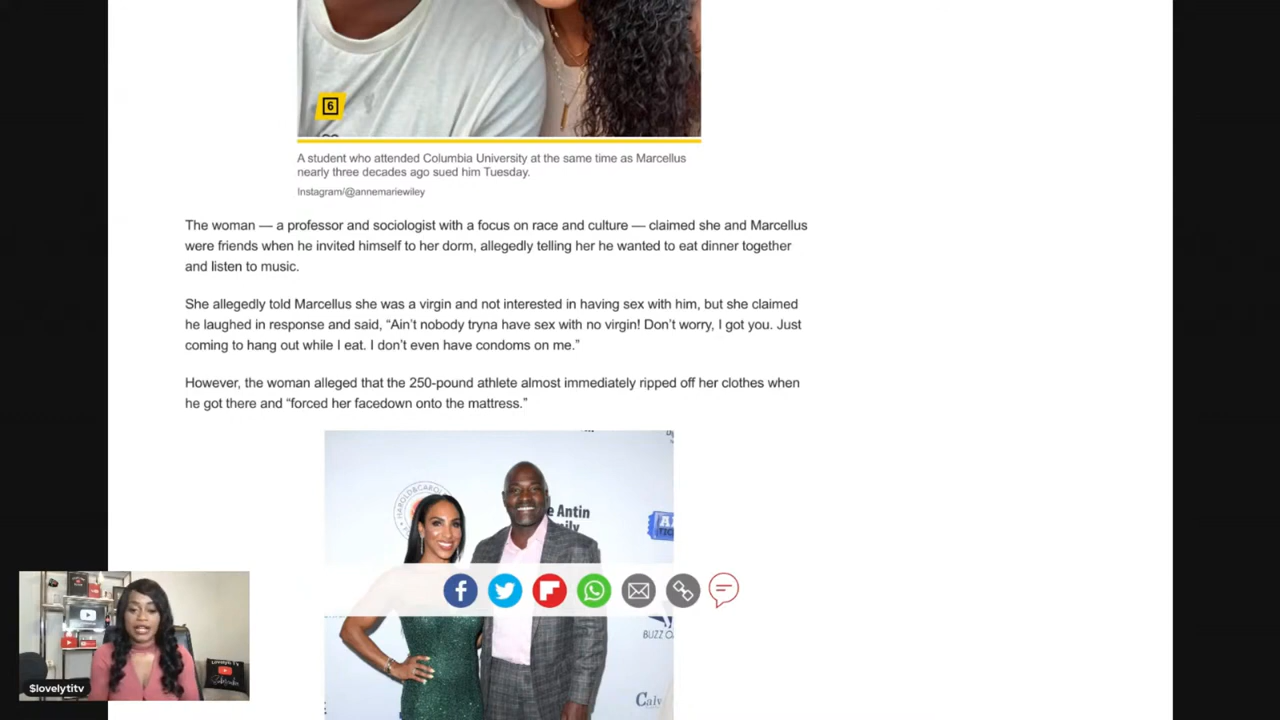 6
A student who attended Columbia University at the same time as Marcellus
nearly three decades ago sued him Tuesday.
Instagram/@annemariewiley
The woman — a professor and sociologist with a focus on race and culture — claimed she and Marcellus
were friends when he invited himself to her dorm, allegedly telling her he wanted to eat dinner together
and listen to music.
She allegedly told Marcellus she was a virgin and not interested in having sex with him, but she claimed
he laughed in response and said, “Ain’t nobody tryna have sex with no virgin! Don’t worry, I got you. Just
coming to hang out while I eat. I don’t even have condoms on me.”
However, the woman alleged that the 250-pound athlete almost immediately ripped off her clothes when
he got there and “forced her facedown onto the mattress.”
HAROLD&CAROL
e Antin
ily
BUZZ
Calv
$lovelytitv